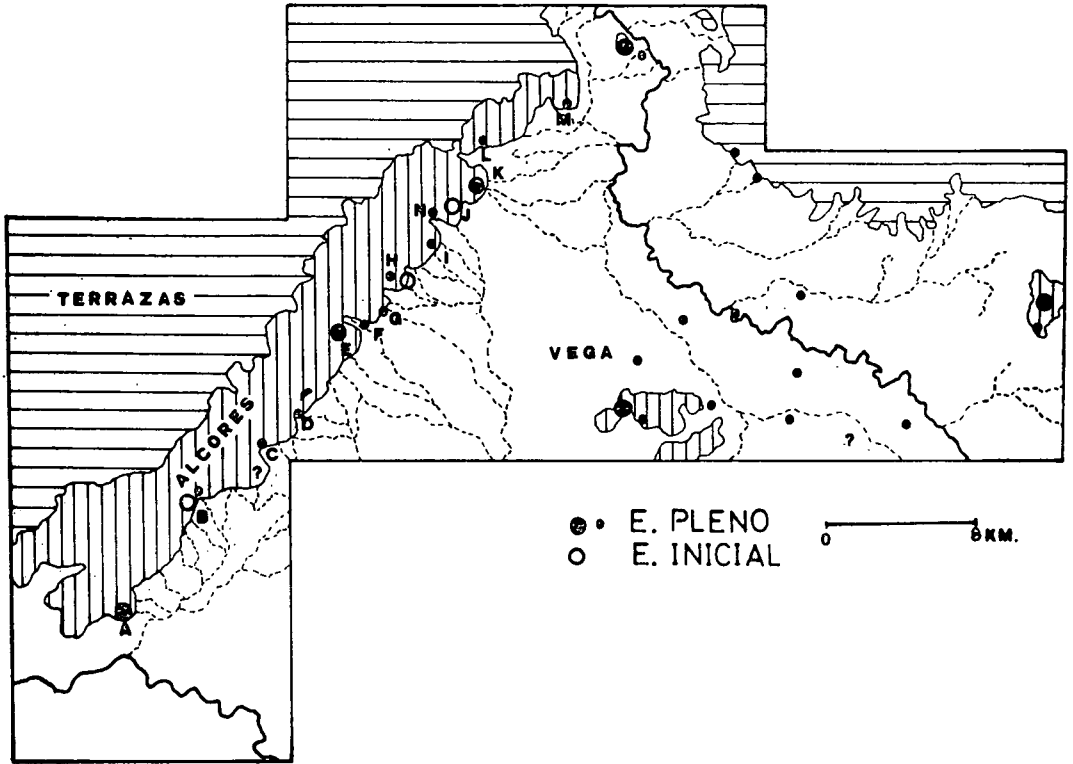 M
L
K
N
J
H
I
TERRAZAS
G
F
E
VEGA
D
ALCORES
C
?
?
B
E. PLENO
E. INICIAL
0 8 KM.
A